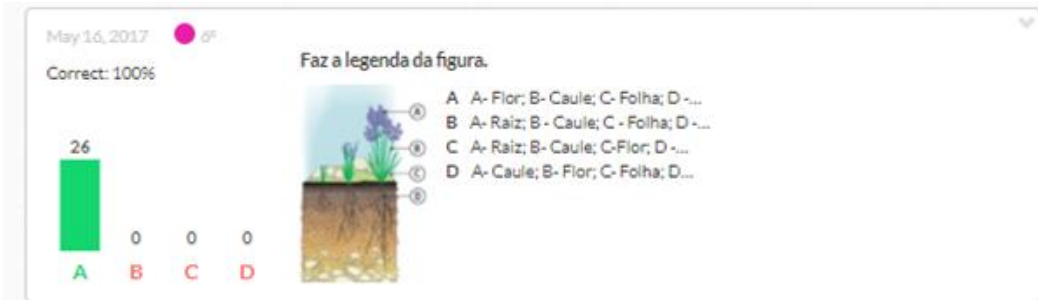 May 16, 2017 6º
Correct: 100%
26 0 0 0
A B C D
Faz a legenda da figura.
A
B
C
D
A A- Flor; B- Caule; C- Folha; D -...
B A- Raiz; B - Caule; C - Folha; D -...
C A- Raiz; B- Caule; C-Flor; D -...
D A- Caule; B- Flor; C- Folha; D...